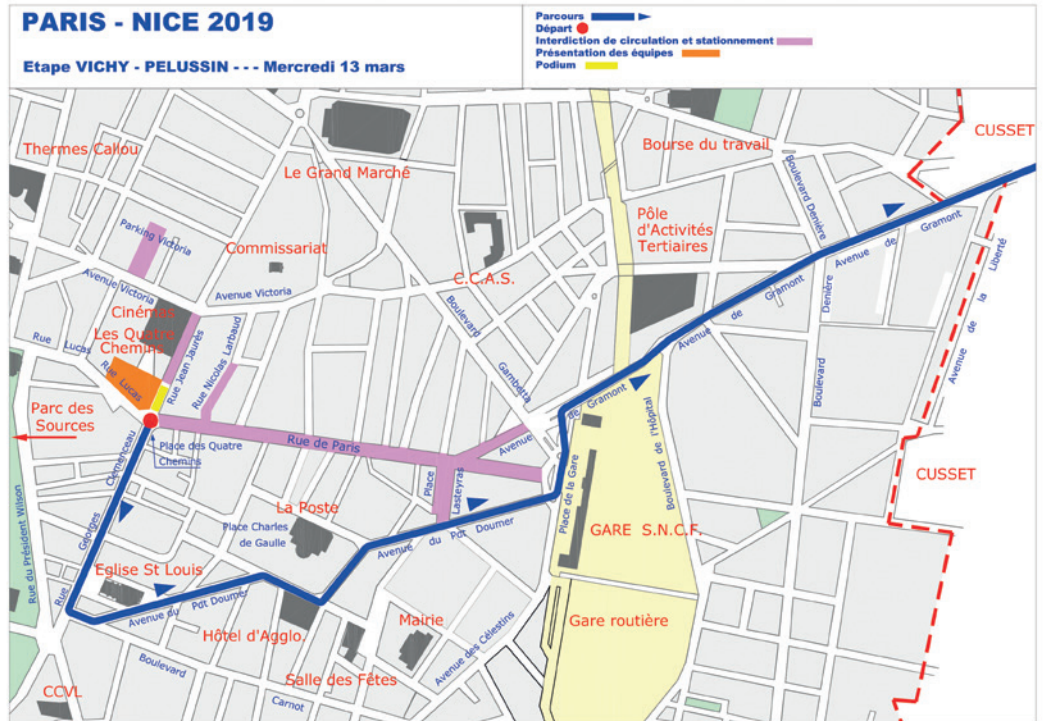 PARIS - NICE 2019
Etape VICHY - PELUSSIN - - - Mercredi 13 mars
Parcours
Départ
Interdiction de circulation et stationnement
Présentation des équipes
Podium
CUSSET
Thermes Callou
Bourse du travail
Le Grand Marché
Boulevard Denière
Parking Victoria
Pôle
d'Activités
Tertiaires
Avenue de Gramont
Commissariat
C.C.A.S.
Avenue de la Liberté
Avenue Victoria
Avenue Victoria
Cinémas
Les Quatre
Chemins
Boulevard Gambetta
Avenue de Gramont
Boulevard Denière
Rue Lucas
Rue Lucas
Rue Jean Jaurès
Rue Nicolas Larbaud
Parc des
Sources
Avenue de Gramont
Rue de Paris
Place des Quatre
Chemins
Rue Georges Clemenceau
Place Lasteyras
Place de la Gare
Boulevard de l'Hôpital
CUSSET
La Poste
Place Charles
de Gaulle
Avenue du Pdt Doumer
GARE S.N.C.F.
Rue du Président Wilson
Eglise St Louis
Avenue du Pdt Doumer
Hôtel d'Agglo.
Mairie
Gare routière
Avenue des Célestins
Salle des Fêtes
Boulevard Carnot
CCVL